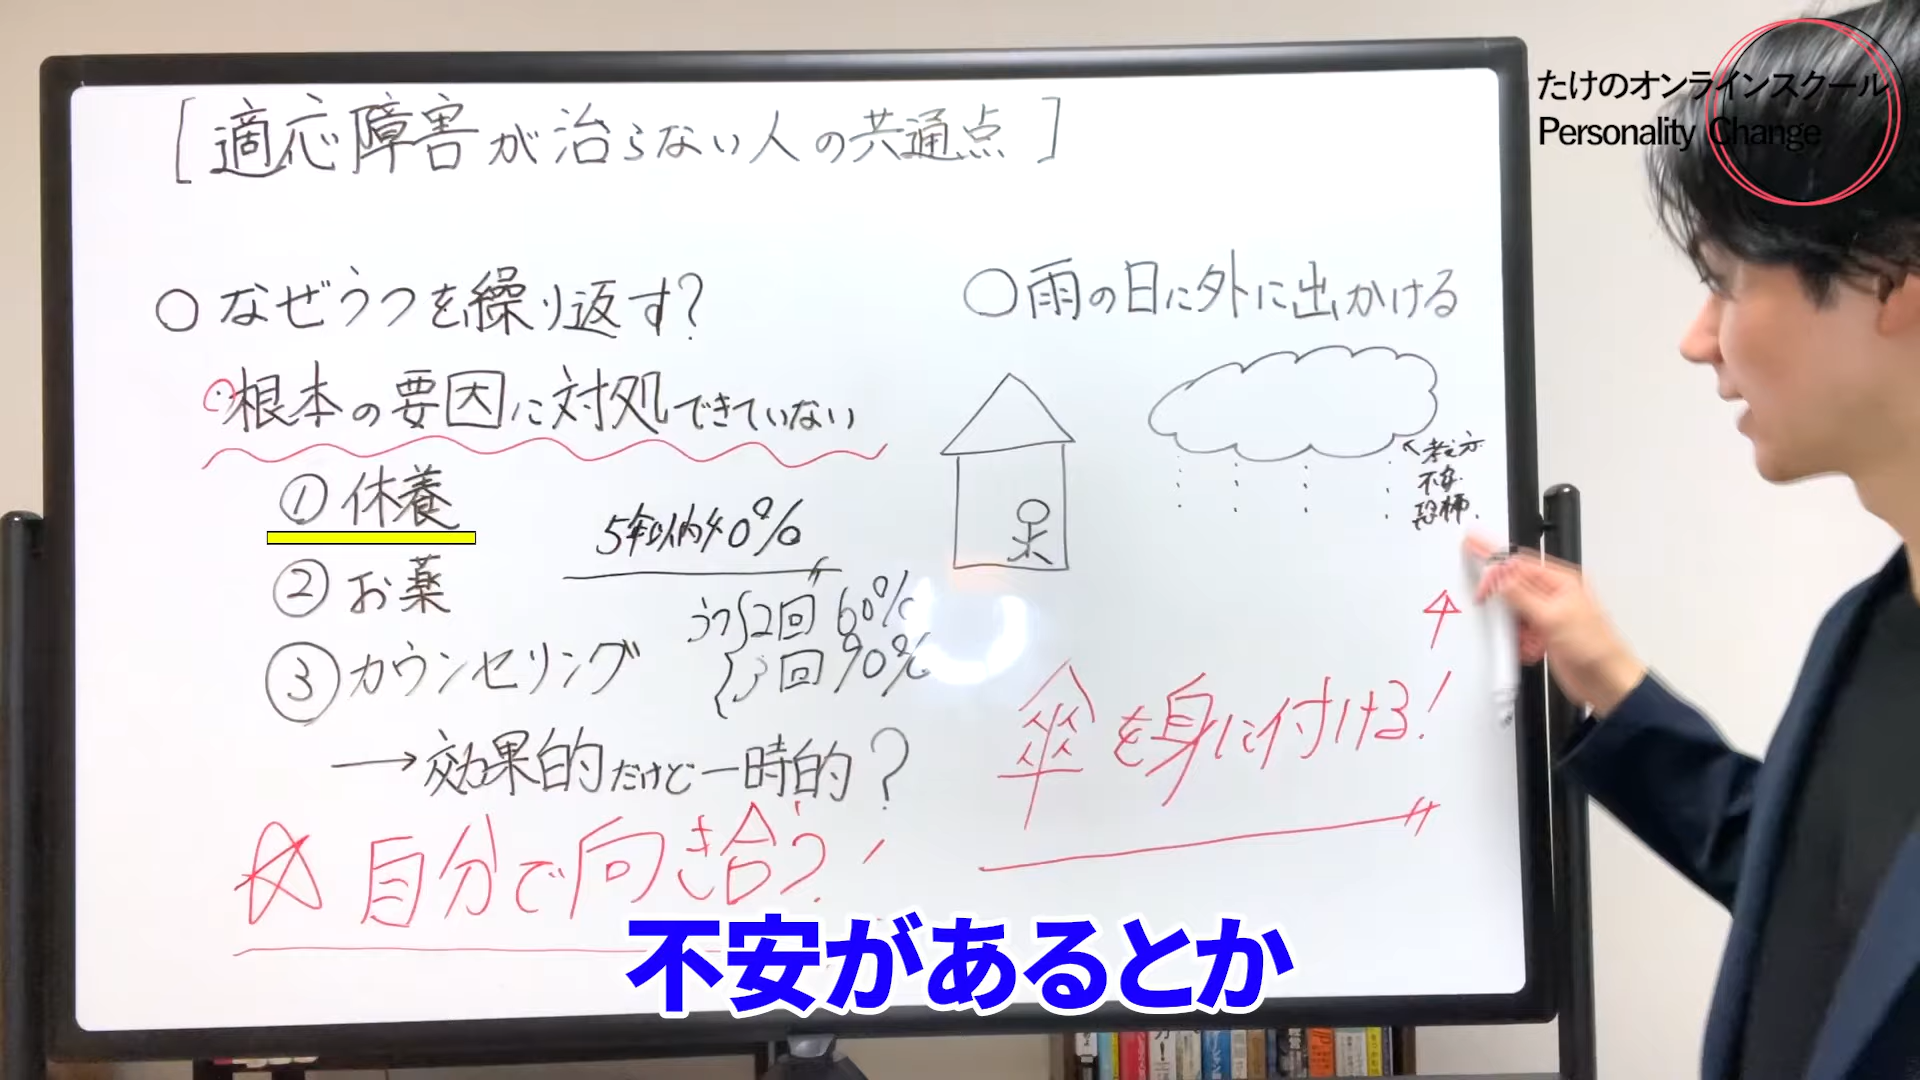 たけのオンラインスクール
Personality Change
[適応障害が治らない人の共通点]
○なぜうつを繰り返す?
根本の要因に対処できていない
①休養
②お薬
③カウンセリング
5年以内40%
うつ 2回 60%
3回 90%
→効果的だけど一時的?
自分で向き合う!
○雨の日に外に出かける
考え方
不安
恐怖
傘を身に付ける!
不安があるとか